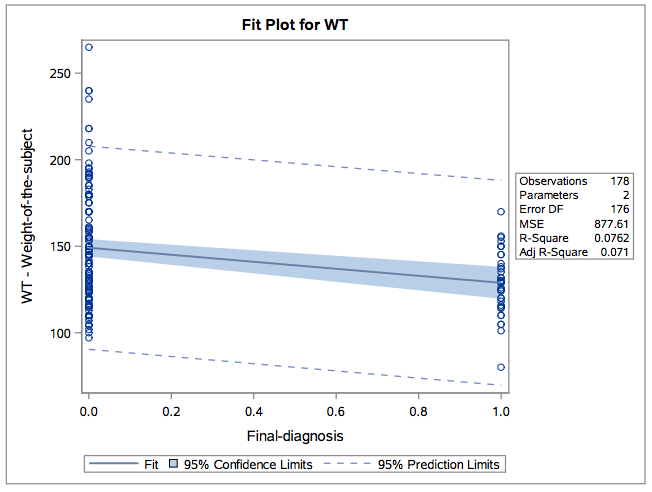 Fit Plot for WT
WT - Weight-of-the-subject
250
200
150
100
0.0 0.2 0.4 0.6 0.8 1.0
Final-diagnosis
Observations 178
Parameters 2
Error DF 176
MSE 877.61
R-Square 0.0762
Adj R-Square 0.071
Fit 95% Confidence Limits 95% Prediction Limits